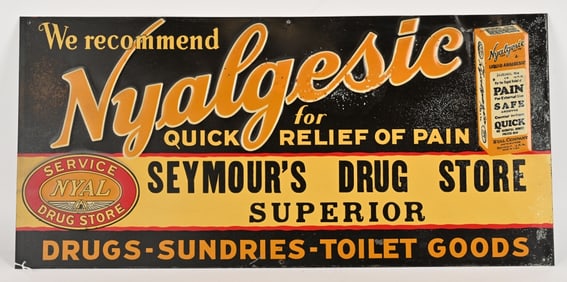 We recommend
Nyalgesic
for
QUICK RELIEF OF PAIN
Nyalgesic
PAIN
SAFE
QUICK
SERVICE
NYAL
DRUG STORE
SEYMOUR'S DRUG STORE
SUPERIOR
DRUGS-SUNDRIES-TOILET GOODS